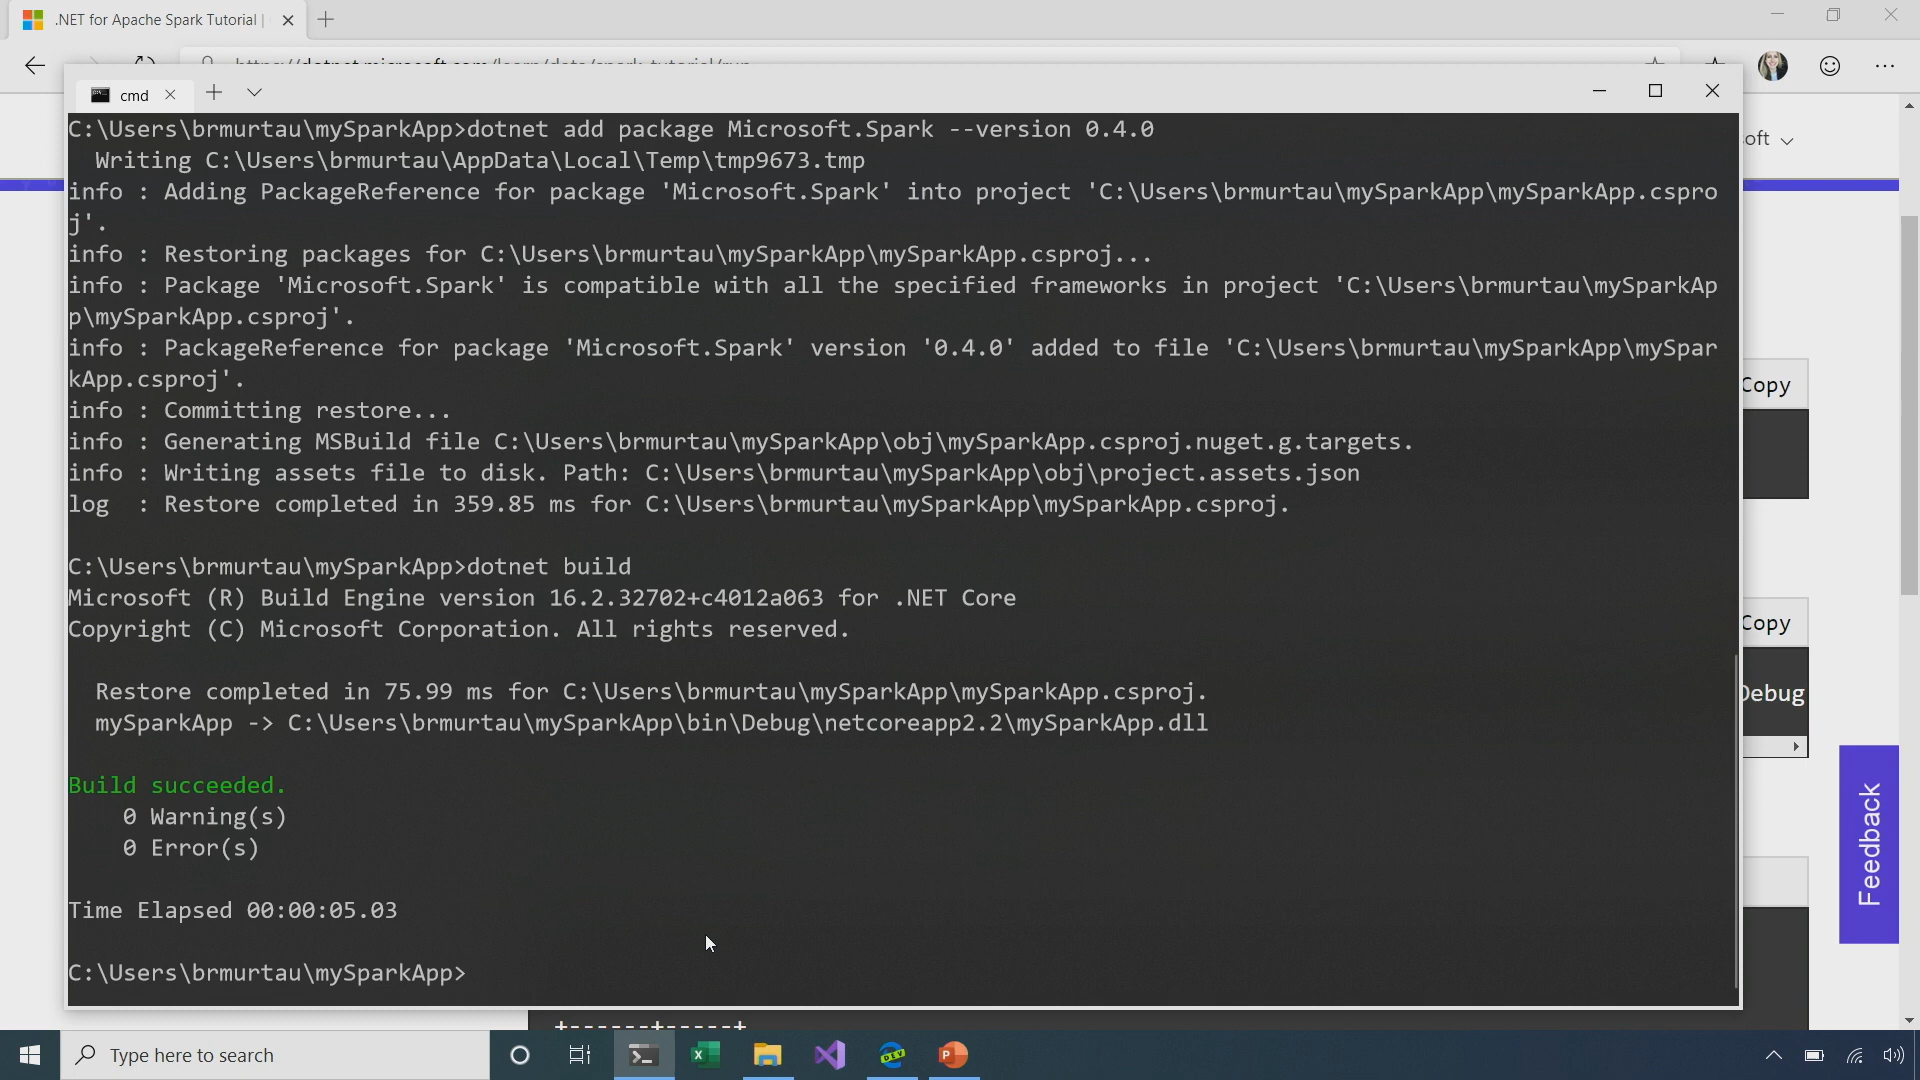 .NET for Apache Spark Tutorial |
https://dotnet.microsoft.com/learn/data/spark-tutorial/run
cmd
oft
C:\Users\brmurtau\mySparkApp>dotnet add package Microsoft.Spark --version 0.4.0
Writing C:\Users\brmurtau\AppData\Local\Temp\tmp9673.tmp
info : Adding PackageReference for package 'Microsoft.Spark' into project 'C:\Users\brmurtau\mySparkApp\mySparkApp.cspro
j'.
info : Restoring packages for C:\Users\brmurtau\mySparkApp\mySparkApp.csproj...
info : Package 'Microsoft.Spark' is compatible with all the specified frameworks in project 'C:\Users\brmurtau\mySparkAp
p\mySparkApp.csproj'.
info : PackageReference for package 'Microsoft.Spark' version '0.4.0' added to file 'C:\Users\brmurtau\mySparkApp\mySpar
kApp.csproj'.
info : Committing restore...
info : Generating MSBuild file C:\Users\brmurtau\mySparkApp\obj\mySparkApp.csproj.nuget.g.targets.
info : Writing assets file to disk. Path: C:\Users\brmurtau\mySparkApp\obj\project.assets.json
log  : Restore completed in 359.85 ms for C:\Users\brmurtau\mySparkApp\mySparkApp.csproj.
C:\Users\brmurtau\mySparkApp>dotnet build
Microsoft (R) Build Engine version 16.2.32702+c4012a063 for .NET Core
Copyright (C) Microsoft Corporation. All rights reserved.
Restore completed in 75.99 ms for C:\Users\brmurtau\mySparkApp\mySparkApp.csproj.
mySparkApp -> C:\Users\brmurtau\mySparkApp\bin\Debug\netcoreapp2.2\mySparkApp.dll
Build succeeded.
0 Warning(s)
0 Error(s)
Time Elapsed 00:00:05.03
C:\Users\brmurtau\mySparkApp>
Copy
Copy
Debug
Feedback
+------+-----+
Type here to search
DEV